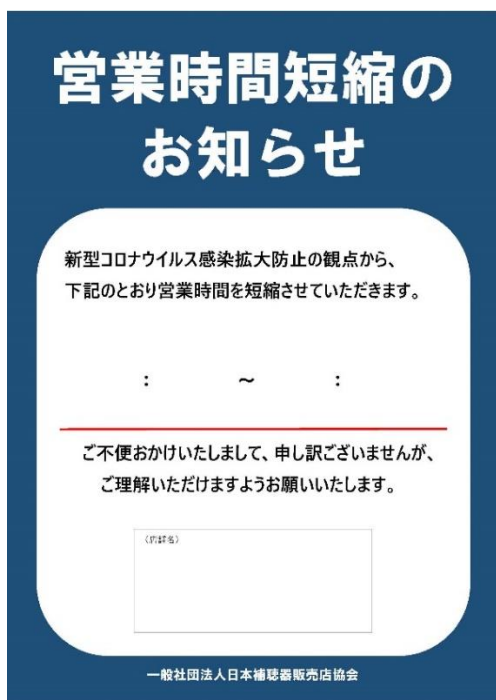 営業時間短縮の
お知らせ
新型コロナウイルス感染拡大防止の観点から、
下記のとおり営業時間を短縮させていただきます。
： ～ ：
ご不便おかけいたしまして、申し訳ございませんが、
ご理解いただけますようお願いいたします。
（店舗名）
一般社団法人日本補聴器販売店協会